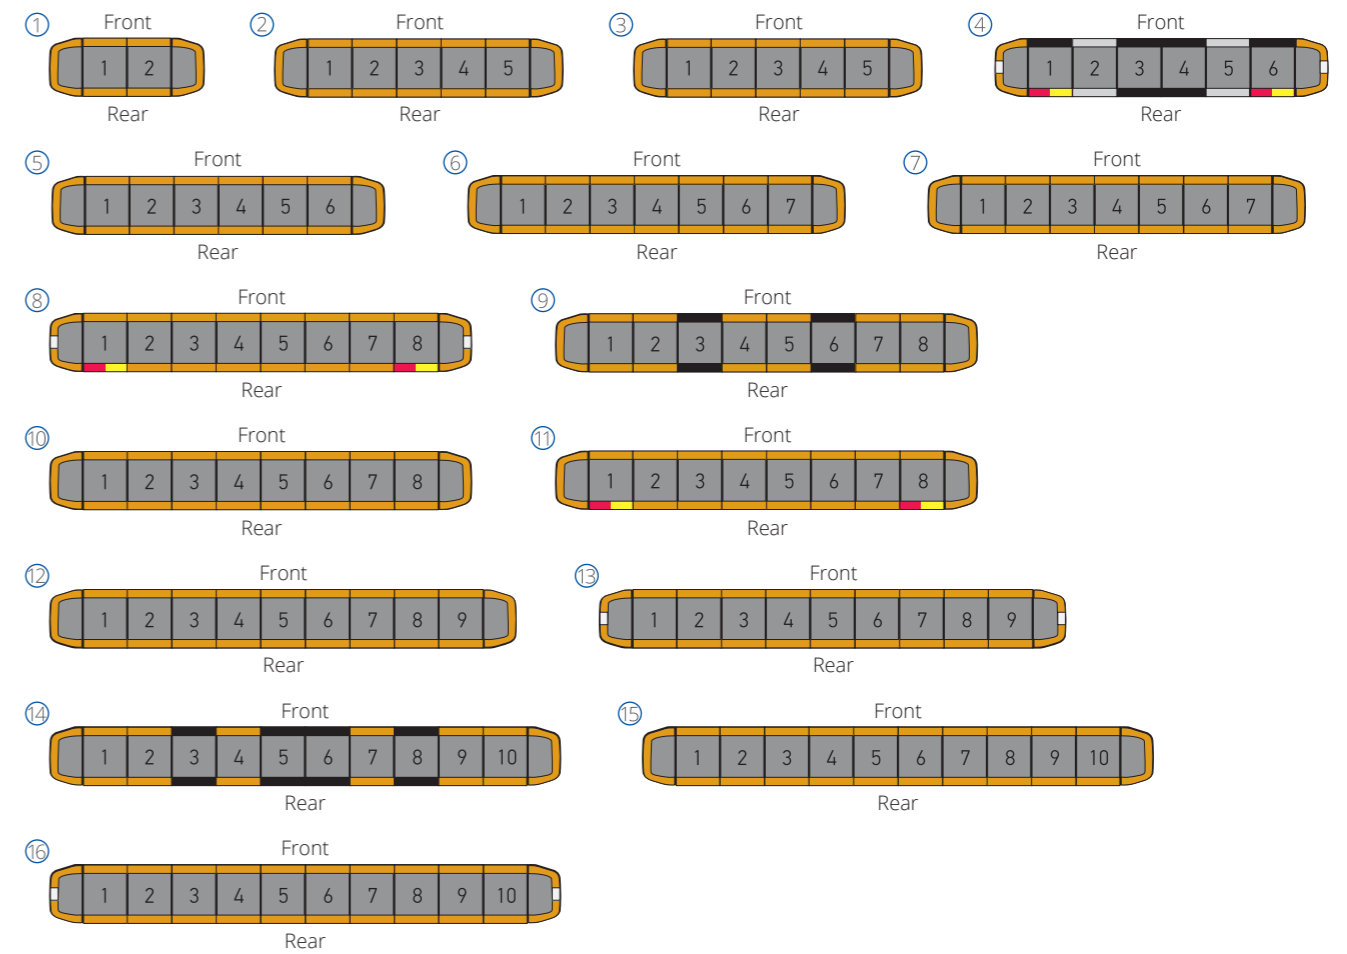 ① Front ② Front ③ Front ④ Front
1 2 1 2 3 4 5 1 2 3 4 5 1 2 3 4 5 6
Rear Rear Rear Rear
⑤ Front ⑥ Front ⑦ Front
1 2 3 4 5 6 1 2 3 4 5 6 7 1 2 3 4 5 6 7
Rear Rear Rear
⑧ Front ⑨ Front
1 2 3 4 5 6 7 8 1 2 3 4 5 6 7 8
Rear Rear
⑩ Front ⑪ Front
1 2 3 4 5 6 7 8 1 2 3 4 5 6 7 8
Rear Rear
⑫ Front ⑬ Front
1 2 3 4 5 6 7 8 9 1 2 3 4 5 6 7 8 9
Rear Rear
⑭ Front ⑮ Front
1 2 3 4 5 6 7 8 9 10 1 2 3 4 5 6 7 8 9 10
Rear Rear
⑯ Front
1 2 3 4 5 6 7 8 9 10
Rear